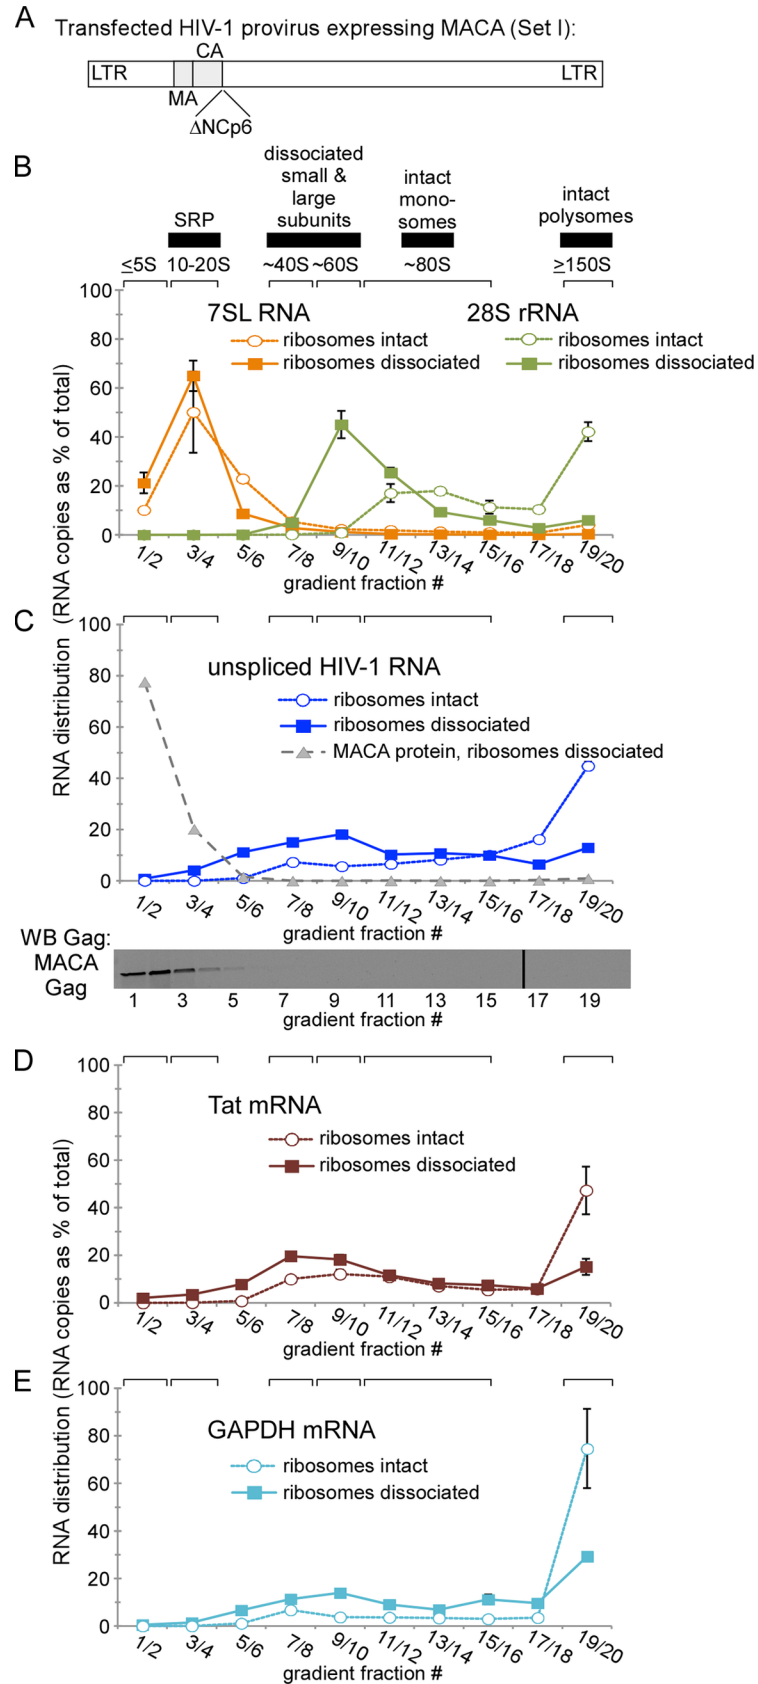 A
Transfected HIV-1 provirus expressing MACA (Set I):
CA
LTR LTR
MA
ΔNCp6
B
dissociated
small &
large
subunits
intact
mono-
somes
intact
polysomes
SRP
≤5S 10-20S ~40S ~60S ~80S ≥150S
7SL RNA 28S rRNA
ribosomes intact ribosomes intact
ribosomes dissociated ribosomes dissociated
100
80
60
40
20
0
1/2 3/4 5/6 7/8 9/10 11/12 13/14 15/16 17/18 19/20
gradient fraction #
RNA distribution (RNA copies as % of total)
C
unspliced HIV-1 RNA
ribosomes intact
ribosomes dissociated
MACA protein, ribosomes dissociated
100
80
60
40
20
0
1/2 3/4 5/6 7/8 9/10 11/12 13/14 15/16 17/18 19/20
gradient fraction #
WB Gag:
MACA
Gag
1 3 5 7 9 11 13 15 17 19
gradient fraction #
D
Tat mRNA
ribosomes intact
ribosomes dissociated
100
80
60
40
20
0
1/2 3/4 5/6 7/8 9/10 11/12 13/14 15/16 17/18 19/20
gradient fraction #
RNA distribution (RNA copies as % of total)
E
GAPDH mRNA
ribosomes intact
ribosomes dissociated
100
80
60
40
20
0
1/2 3/4 5/6 7/8 9/10 11/12 13/14 15/16 17/18 19/20
gradient fraction #